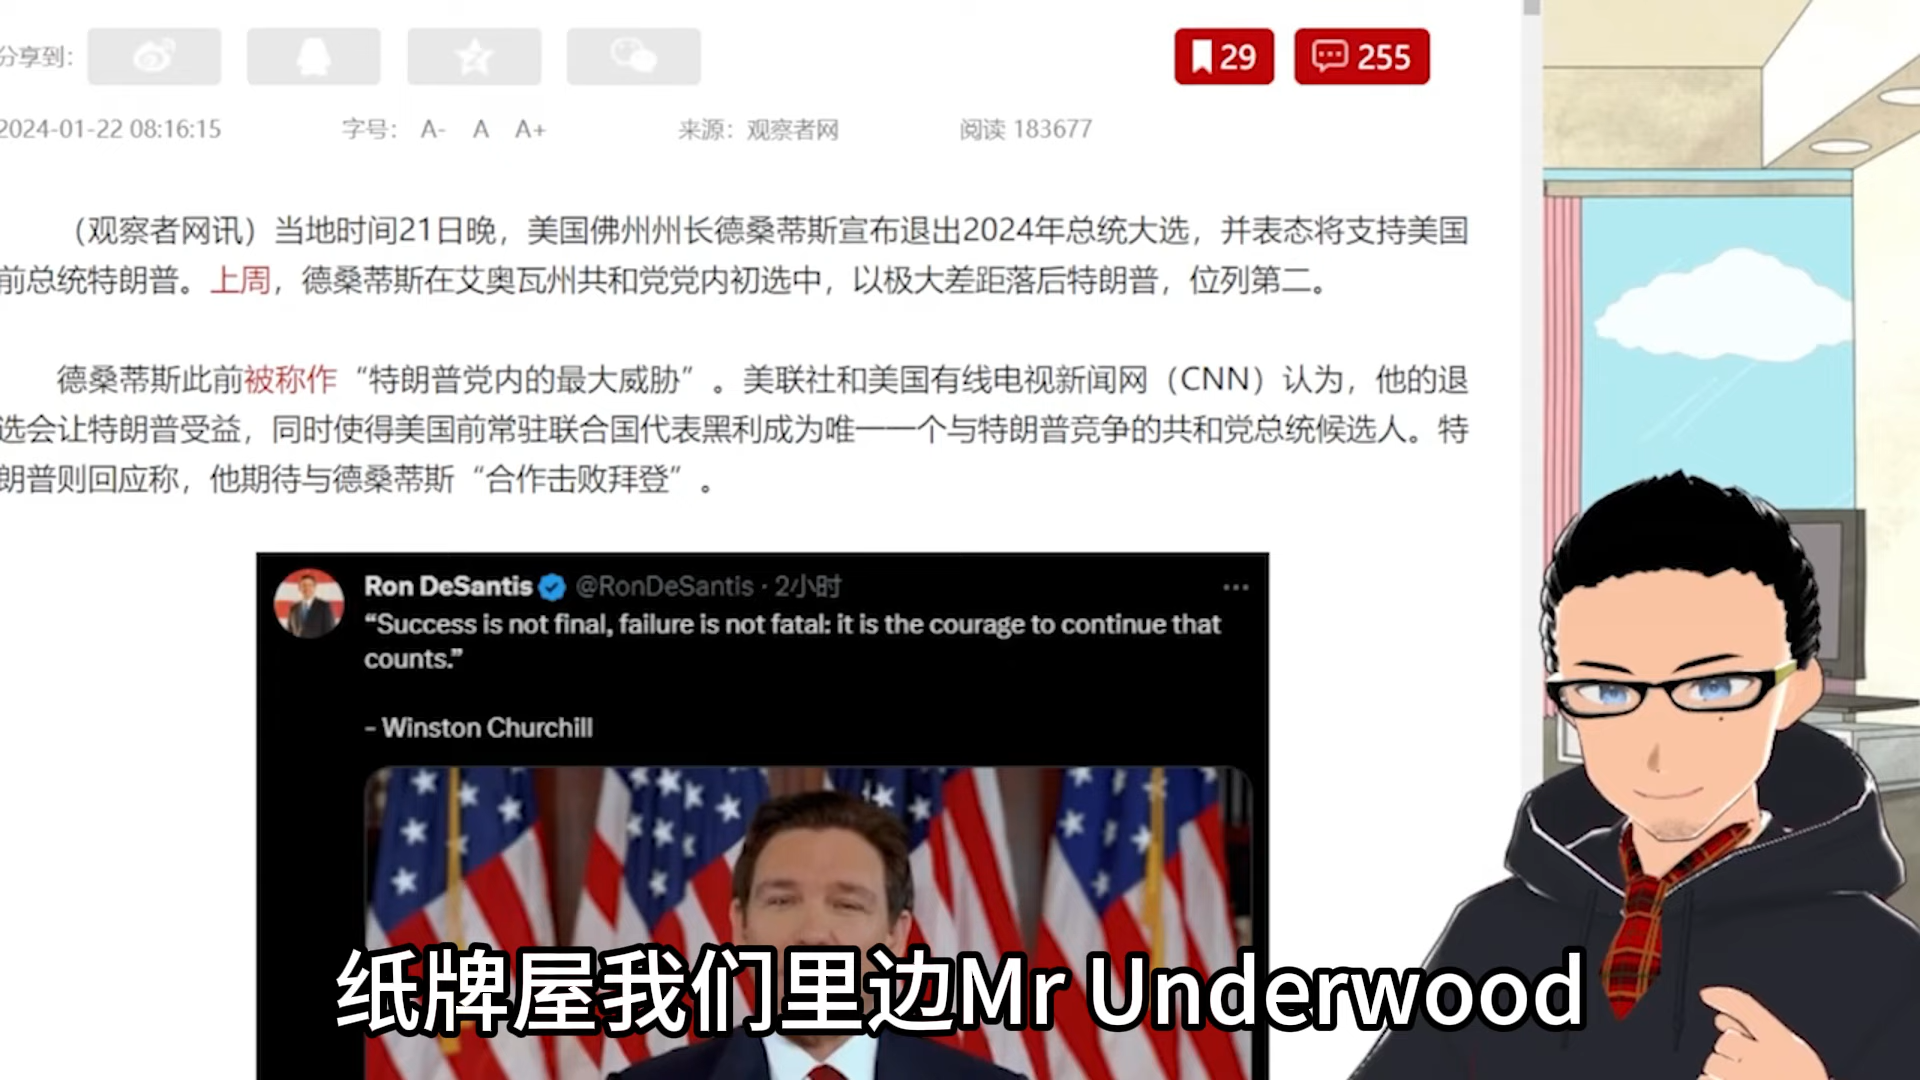 分享到:
29
255
2024-01-22 08:16:15 字号: A- A A+ 来源: 观察者网 阅读 183677
（观察者网讯）当地时间21日晚，美国佛州州长德桑蒂斯宣布退出2024年总统大选，并表态将支持美国
前总统特朗普。上周，德桑蒂斯在艾奥瓦州共和党党内初选中，以极大差距落后特朗普，位列第二。
德桑蒂斯此前被称作“特朗普党内的最大威胁”。美联社和美国有线电视新闻网（CNN）认为，他的退
选会让特朗普受益，同时使得美国前常驻联合国代表黑利成为唯一一个与特朗普竞争的共和党总统候选人。特
朗普则回应称，他期待与德桑蒂斯“合作击败拜登”。
Ron DeSantis @RonDeSantis · 2小时
“Success is not final, failure is not fatal: it is the courage to continue that
counts.”
– Winston Churchill
纸牌屋我们里边Mr Underwood